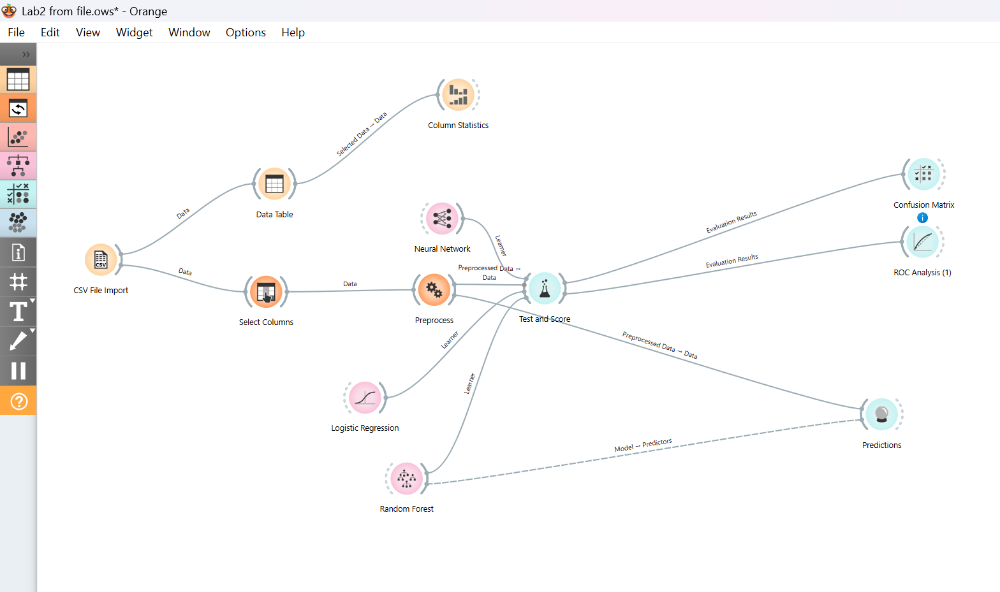 Lab2 from file.ows* - Orange
File Edit View Widget Window Options Help
Column Statistics
Selected Data → Data
Data Table
Data
Neural Network
Learner
Confusion Matrix
i
Evaluation Results
ROC Analysis (1)
Evaluation Results
CSV
CSV File Import
Data
Select Columns
Data
Preprocess
Preprocessed Data →
Data
Test and Score
Learner
Preprocessed Data → Data
Learner
Logistic Regression
Model → Predictors
Predictions
Random Forest
T
?